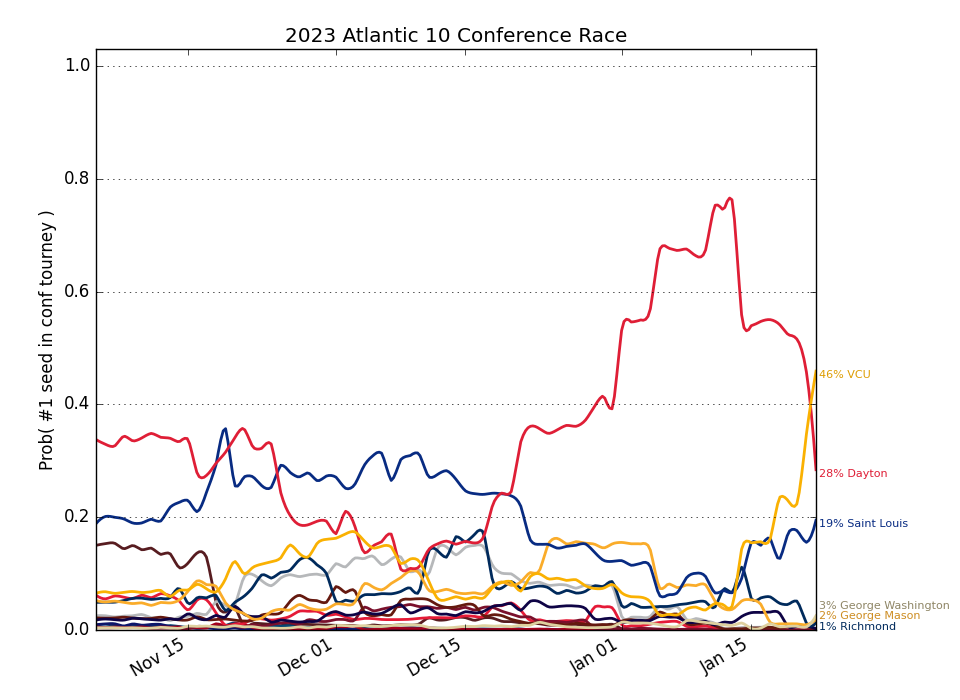 2023 Atlantic 10 Conference Race
Prob( #1 seed in conf tourney )
1.0
0.8
0.6
0.4
0.2
0.0
Nov 15
Dec 01
Dec 15
Jan 01
Jan 15
46% VCU
28% Dayton
19% Saint Louis
3% George Washington
2% George Mason
1% Richmond